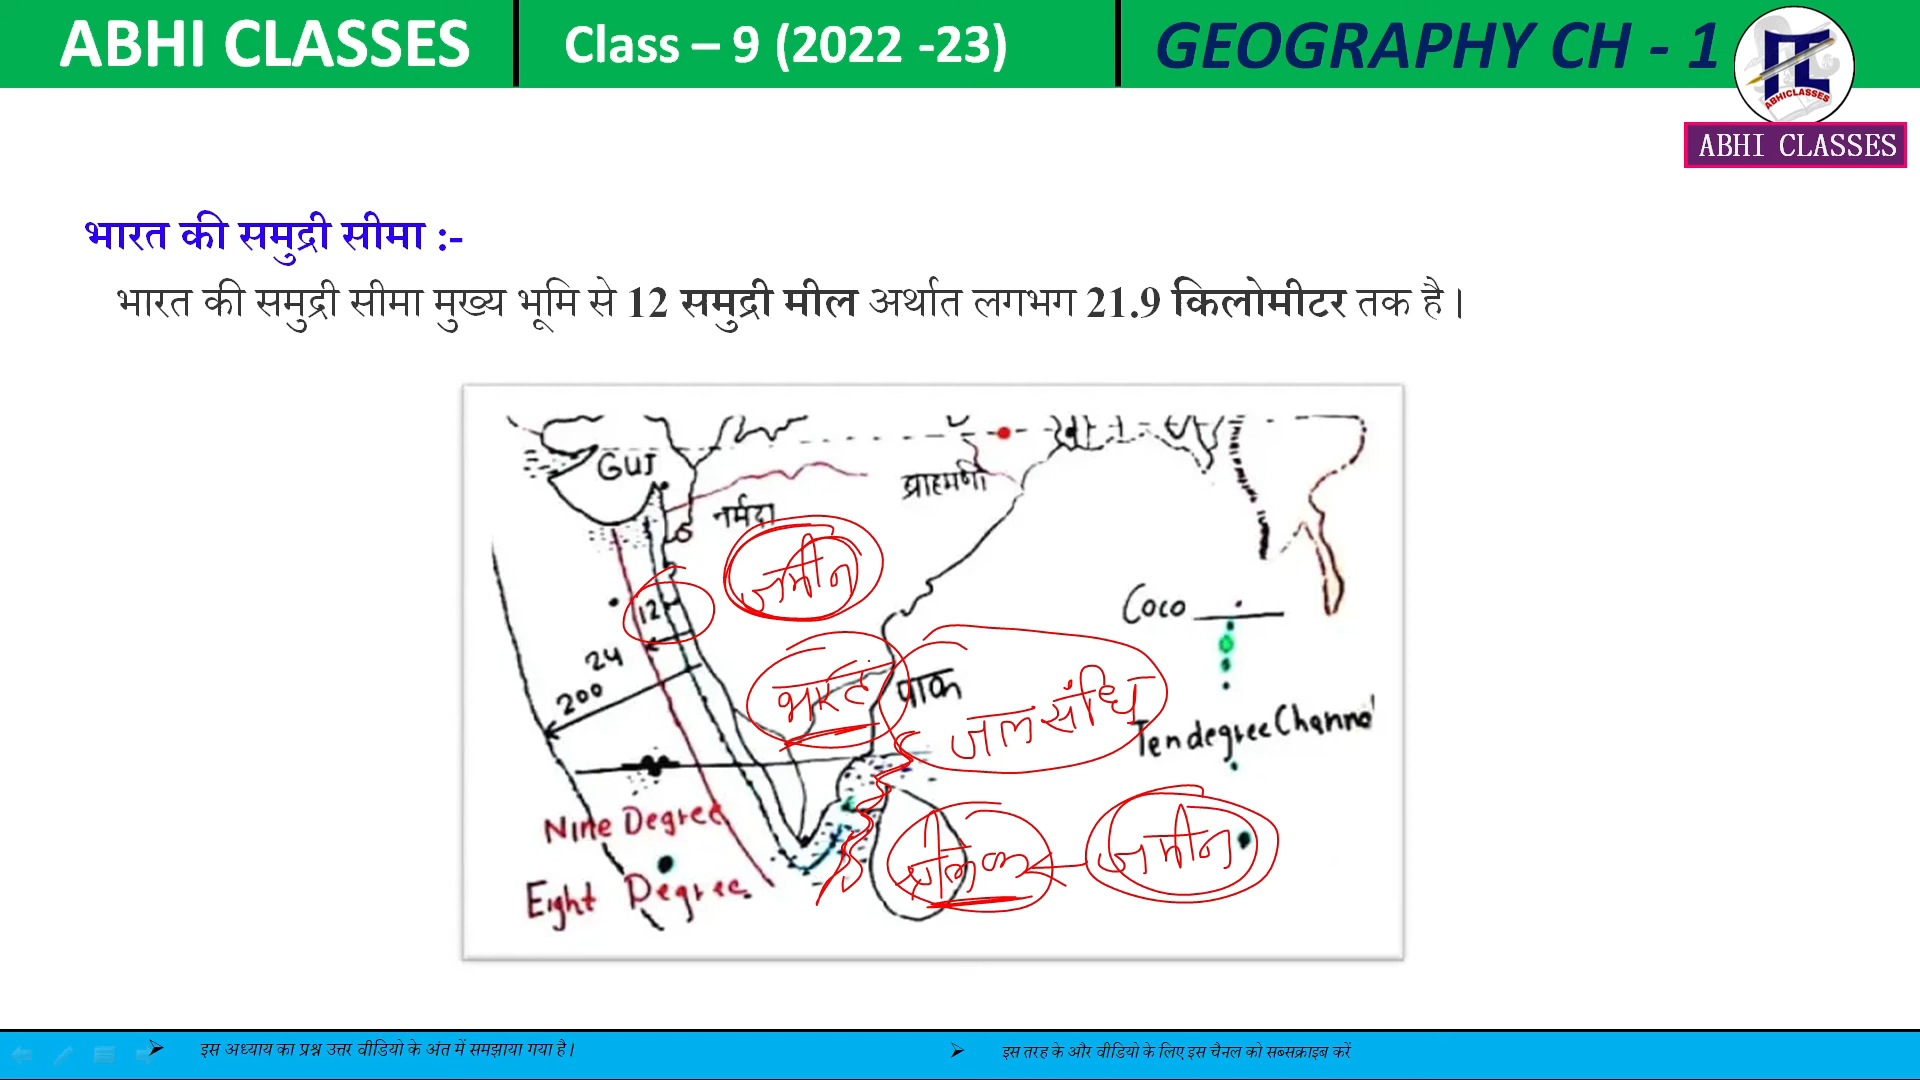 ABHI CLASSES
Class – 9 (2022 -23)
GEOGRAPHY CH - 1
ABHICLASSES
ABHI CLASSES
भारत की समुद्री सीमा :-
भारत की समुद्री सीमा मुख्य भूमि से 12 समुद्री मील अर्थात लगभग 21.9 किलोमीटर तक है।
GUJ
ब्राहमणी
नर्मदा
जमीन
12
Coco
24
200
पाक
जलसंधि
Ten degree Channel
Nine Degree
जमीन
Eight Degree
इस अध्याय का प्रश्न उत्तर वीडियो के अंत में समझाया गया है।
इस तरह के और वीडियो के लिए इस चैनल को सब्सक्राइब करें